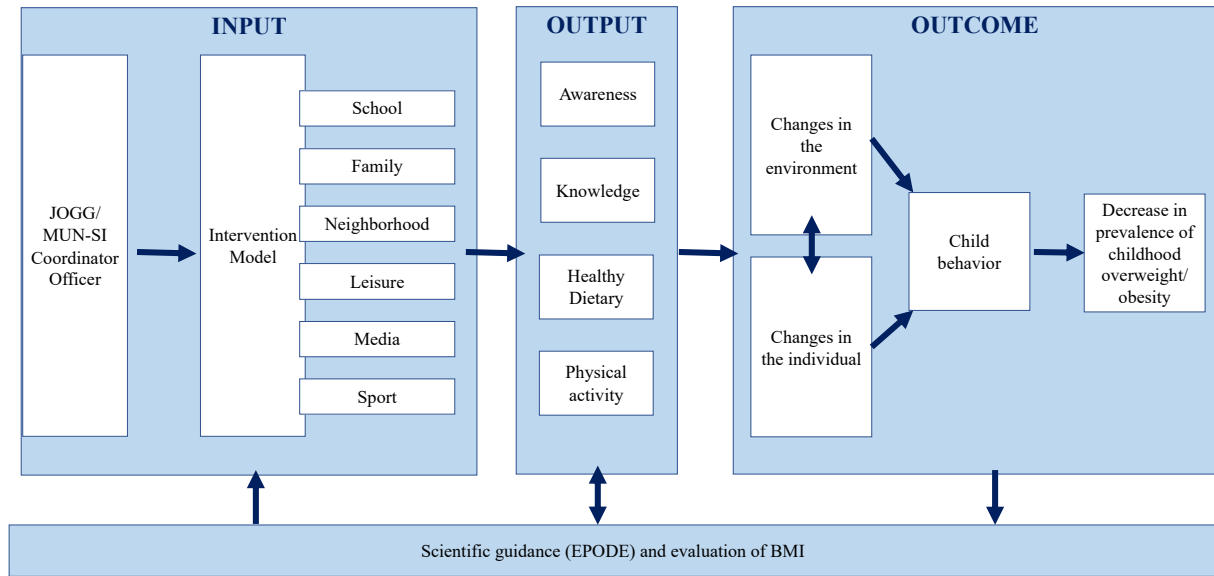 INPUT
JOGG/
MUN-SI
Coordinator
Officer
Intervention
Model
School
Family
Neighborhood
Leisure
Media
Sport
OUTPUT
Awareness
Knowledge
Healthy
Dietary
Physical
activity
OUTCOME
Changes in
the
environment
Changes in
the individual
Child
behavior
Decrease in
prevalence of
childhood
overweight/
obesity
Scientific guidance (EPODE) and evaluation of BMI